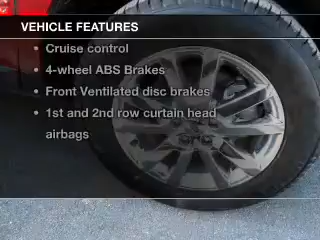 VEHICLE FEATURES
• Cruise control
• 4-wheel ABS Brakes
• Front Ventilated disc brakes
• 1st and 2nd row curtain head
airbags